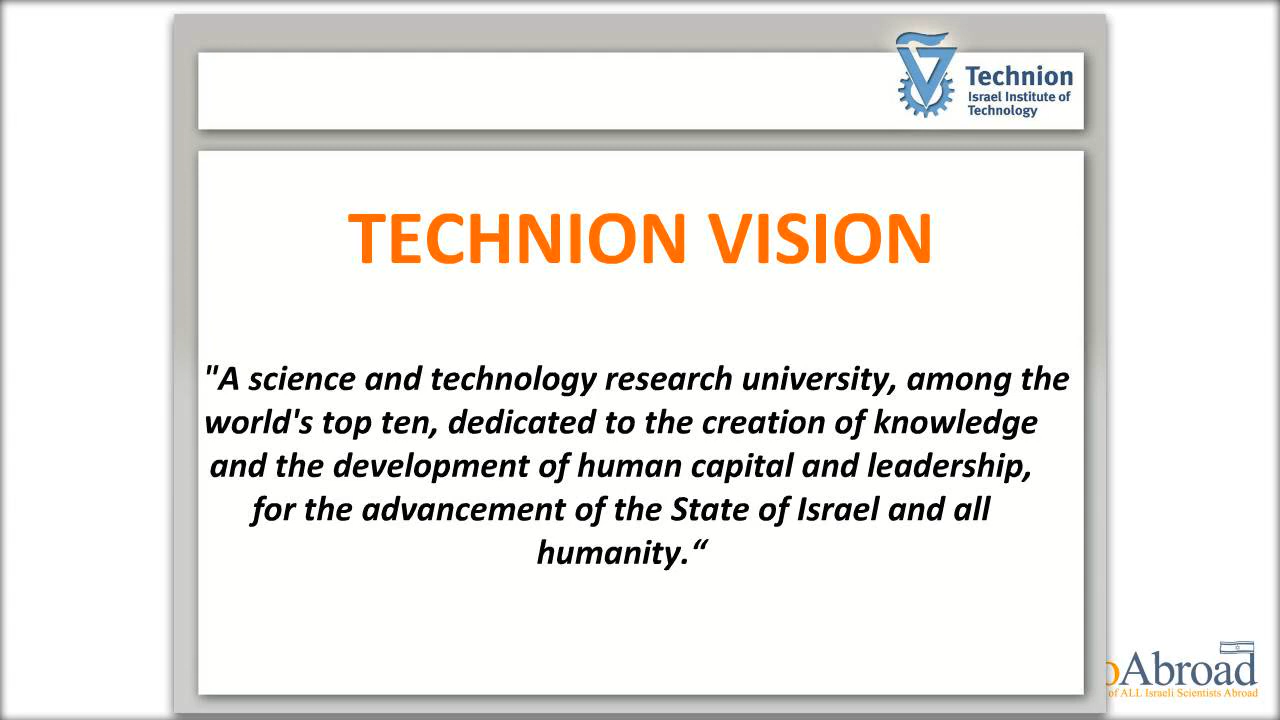 Technion
Israel Institute of
Technology
TECHNION VISION
"A science and technology research university, among the
world's top ten, dedicated to the creation of knowledge
and the development of human capital and leadership,
for the advancement of the State of Israel and all
humanity.“
oAbroad
of ALL Israeli Scientists Abroad